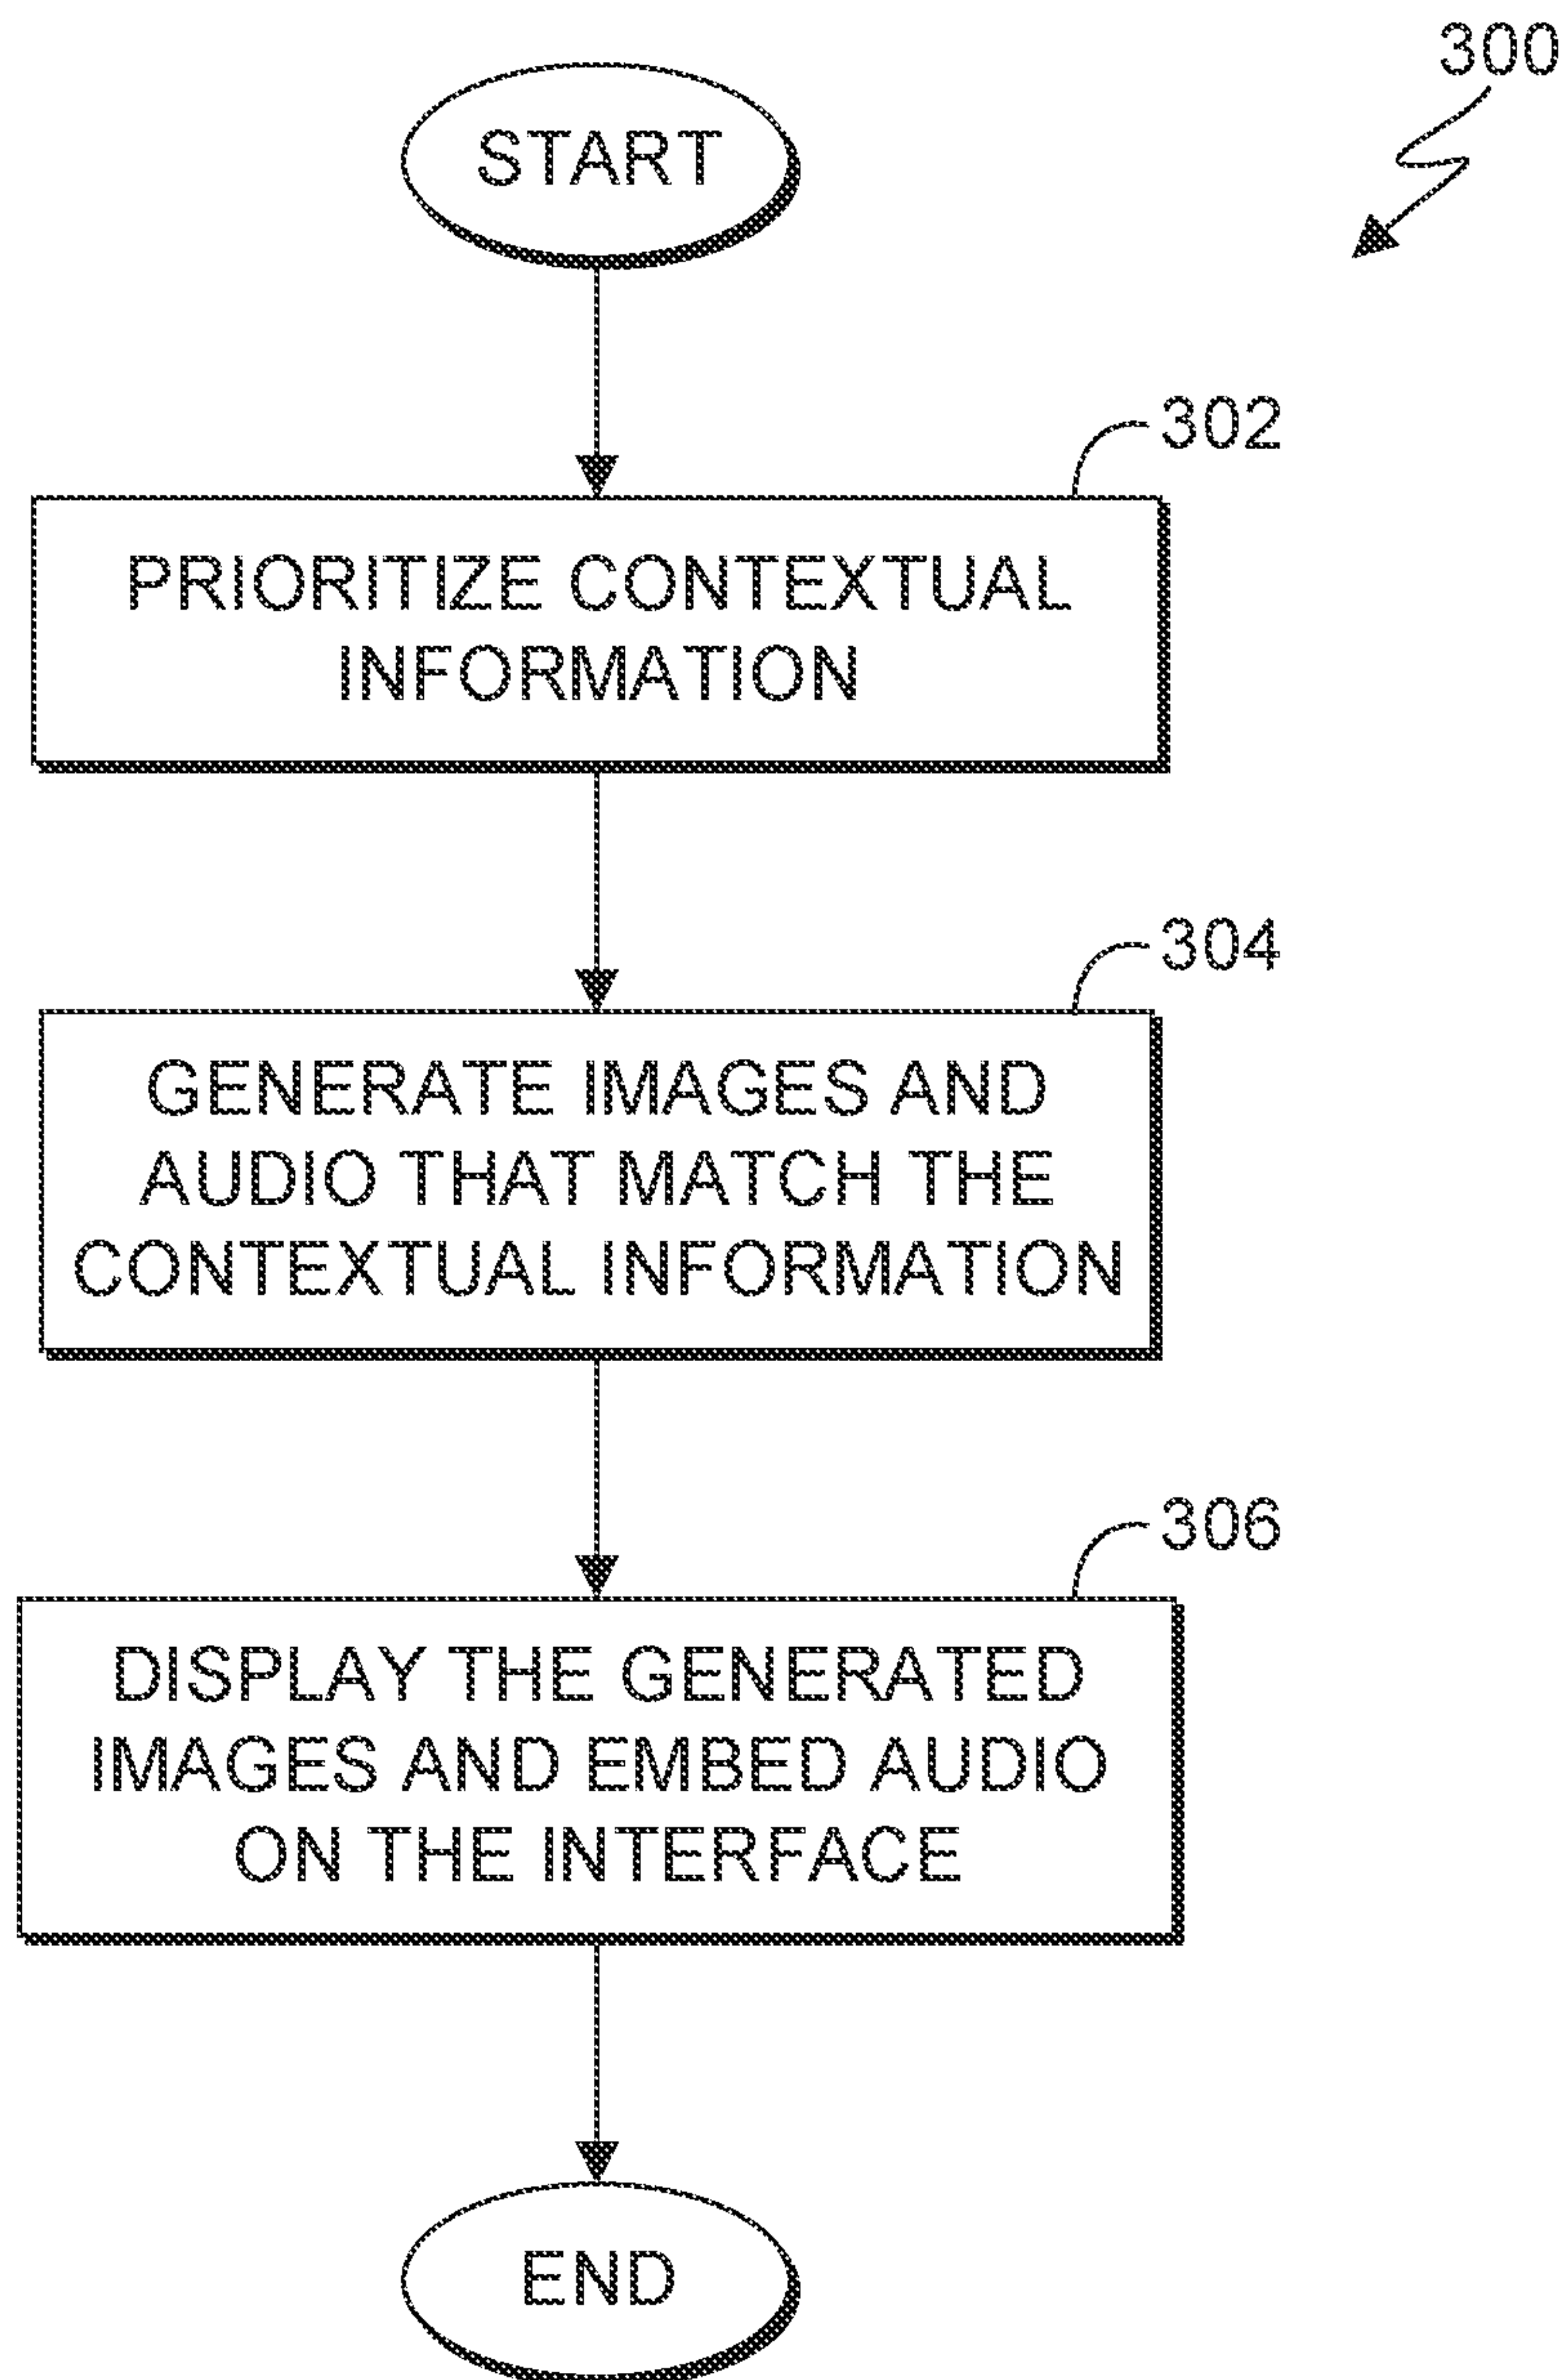 300
START
302
PRIORITIZE CONTEXTUAL
INFORMATION
304
GENERATE IMAGES AND
AUDIO THAT MATCH THE
CONTEXTUAL INFORMATION
306
DISPLAY THE GENERATED
IMAGES AND EMBED AUDIO
ON THE INTERFACE
END